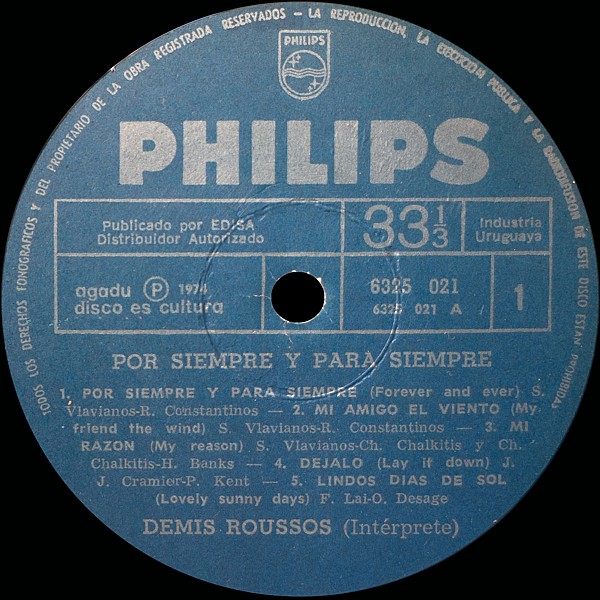 TODOS LOS DERECHOS FONOGRAFICOS Y DEL PROPIETARIO DE LA OBRA REGISTRADA RESERVADOS – LA REPRODUCCION, LA EJECUCION PUBLICA Y LA RADIODIFUSION DE ESTE DISCO ESTAN PROHIBIDAS
PHILIPS
PHILIPS
Publicado por EDISA
Distribuidor Autorizado
33 1/3
Industria
Uruguaya
agadu Ⓟ 1974
disco es cultura
6325 021
6325 021 A
1
POR SIEMPRE Y PARA SIEMPRE
1. POR SIEMPRE Y PARA SIEMPRE (Forever and ever) S.
Vlavianos-R. Constantinos — 2. MI AMIGO EL VIENTO (My
friend the wind) S. Vlavianos-R. Constantinos — 3. MI
RAZON (My reason) S. Vlavianos-Ch. Chalkitis y Ch.
Chalkitis-H. Banks — 4. DEJALO (Lay it down) J.
J. Cramier-P. Kent — 5. LINDOS DIAS DE SOL
(Lovely sunny days) F. Lai-O. Desage
DEMIS ROUSSOS (Intérprete)